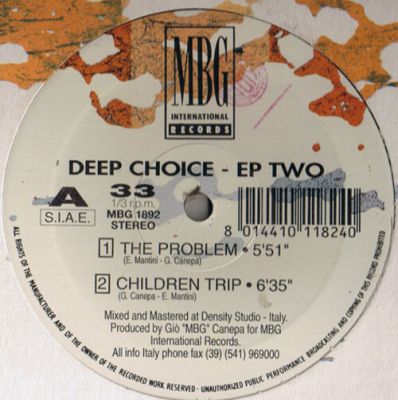 MBG
INTERNATIONAL
RECORDS
DEEP CHOICE - EP TWO
A
S.I.A.E.
33
1/3 r.p.m.
MBG 1892
STEREO
8 014410 118240
1 THE PROBLEM • 5'51"
(E. Mantini - G. Canepa)
2 CHILDREN TRIP • 6'35"
(G. Canepa - E. Mantini)
Mixed and Mastered at Density Studio - Italy.
Produced by Giò "MBG" Canepa for MBG
International Records.
All info Italy phone fax (39) (541) 969000
ALL RIGHTS OF THE MANUFACTURER AND OF THE OWNER OF THE RECORDED WORK RESERVED - UNAUTHORIZED PUBLIC PERFORMANCE BROADCASTING AND COPYING OF THIS RECORD PROHIBITED